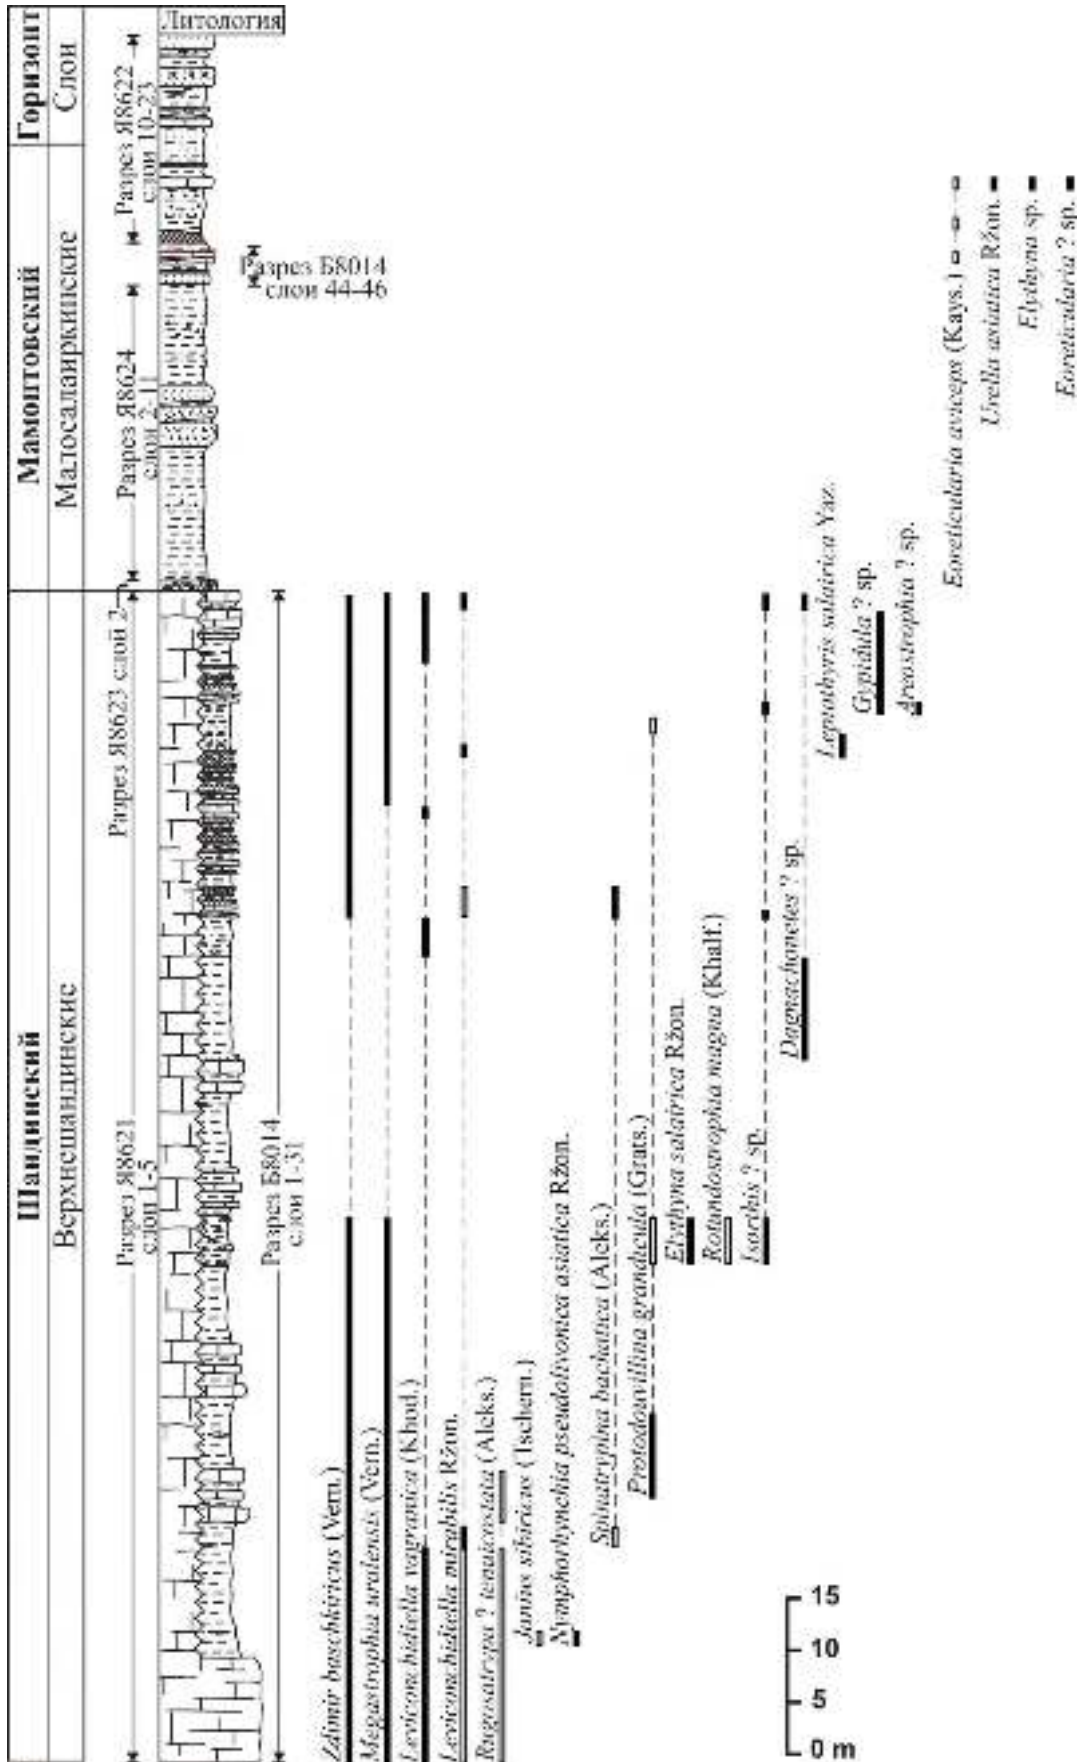 Горизонт
Слои
Литология
Мамонтовский
Малосалаиркинские
Шандинский
Верхнешандинские
Разрез Я8622
слои 10-23
Разрез Б8014
слои 44-46
Разрез Я8624
слои 2-11
Разрез Я8623 слой 2
Разрез Я8621
слои 1-5
Разрез Б8014
слои 1-31
Zdimir baschkiricus (Vern.)
Megastrophia uralensis (Vern.)
Leviconchidiella vagranica (Khod.)
Leviconchidiella mirabilis Ržon.
Rugosatrypa ? tenuicostata (Aleks.)
Janius sibiricus (Tschern.)
Nymphorhynchia pseudolivonica asiatica Ržon.
Spinatrypina bachatica (Aleks.)
Protodouvillina grandicula (Grats.)
Elythyna salairica Ržon.
Rotundostrophia magna (Khalf.)
Isorthis ? sp.
Dagnachonetes ? sp.
Leptathyris salairica Yaz.
Gypidula ? sp.
Areostrophia ? sp.
Eoreticularia aviceps (Kays.)
Urella asiatica Ržon.
Elythyna sp.
Eoreticularia ? sp.
15
10
5
0 m